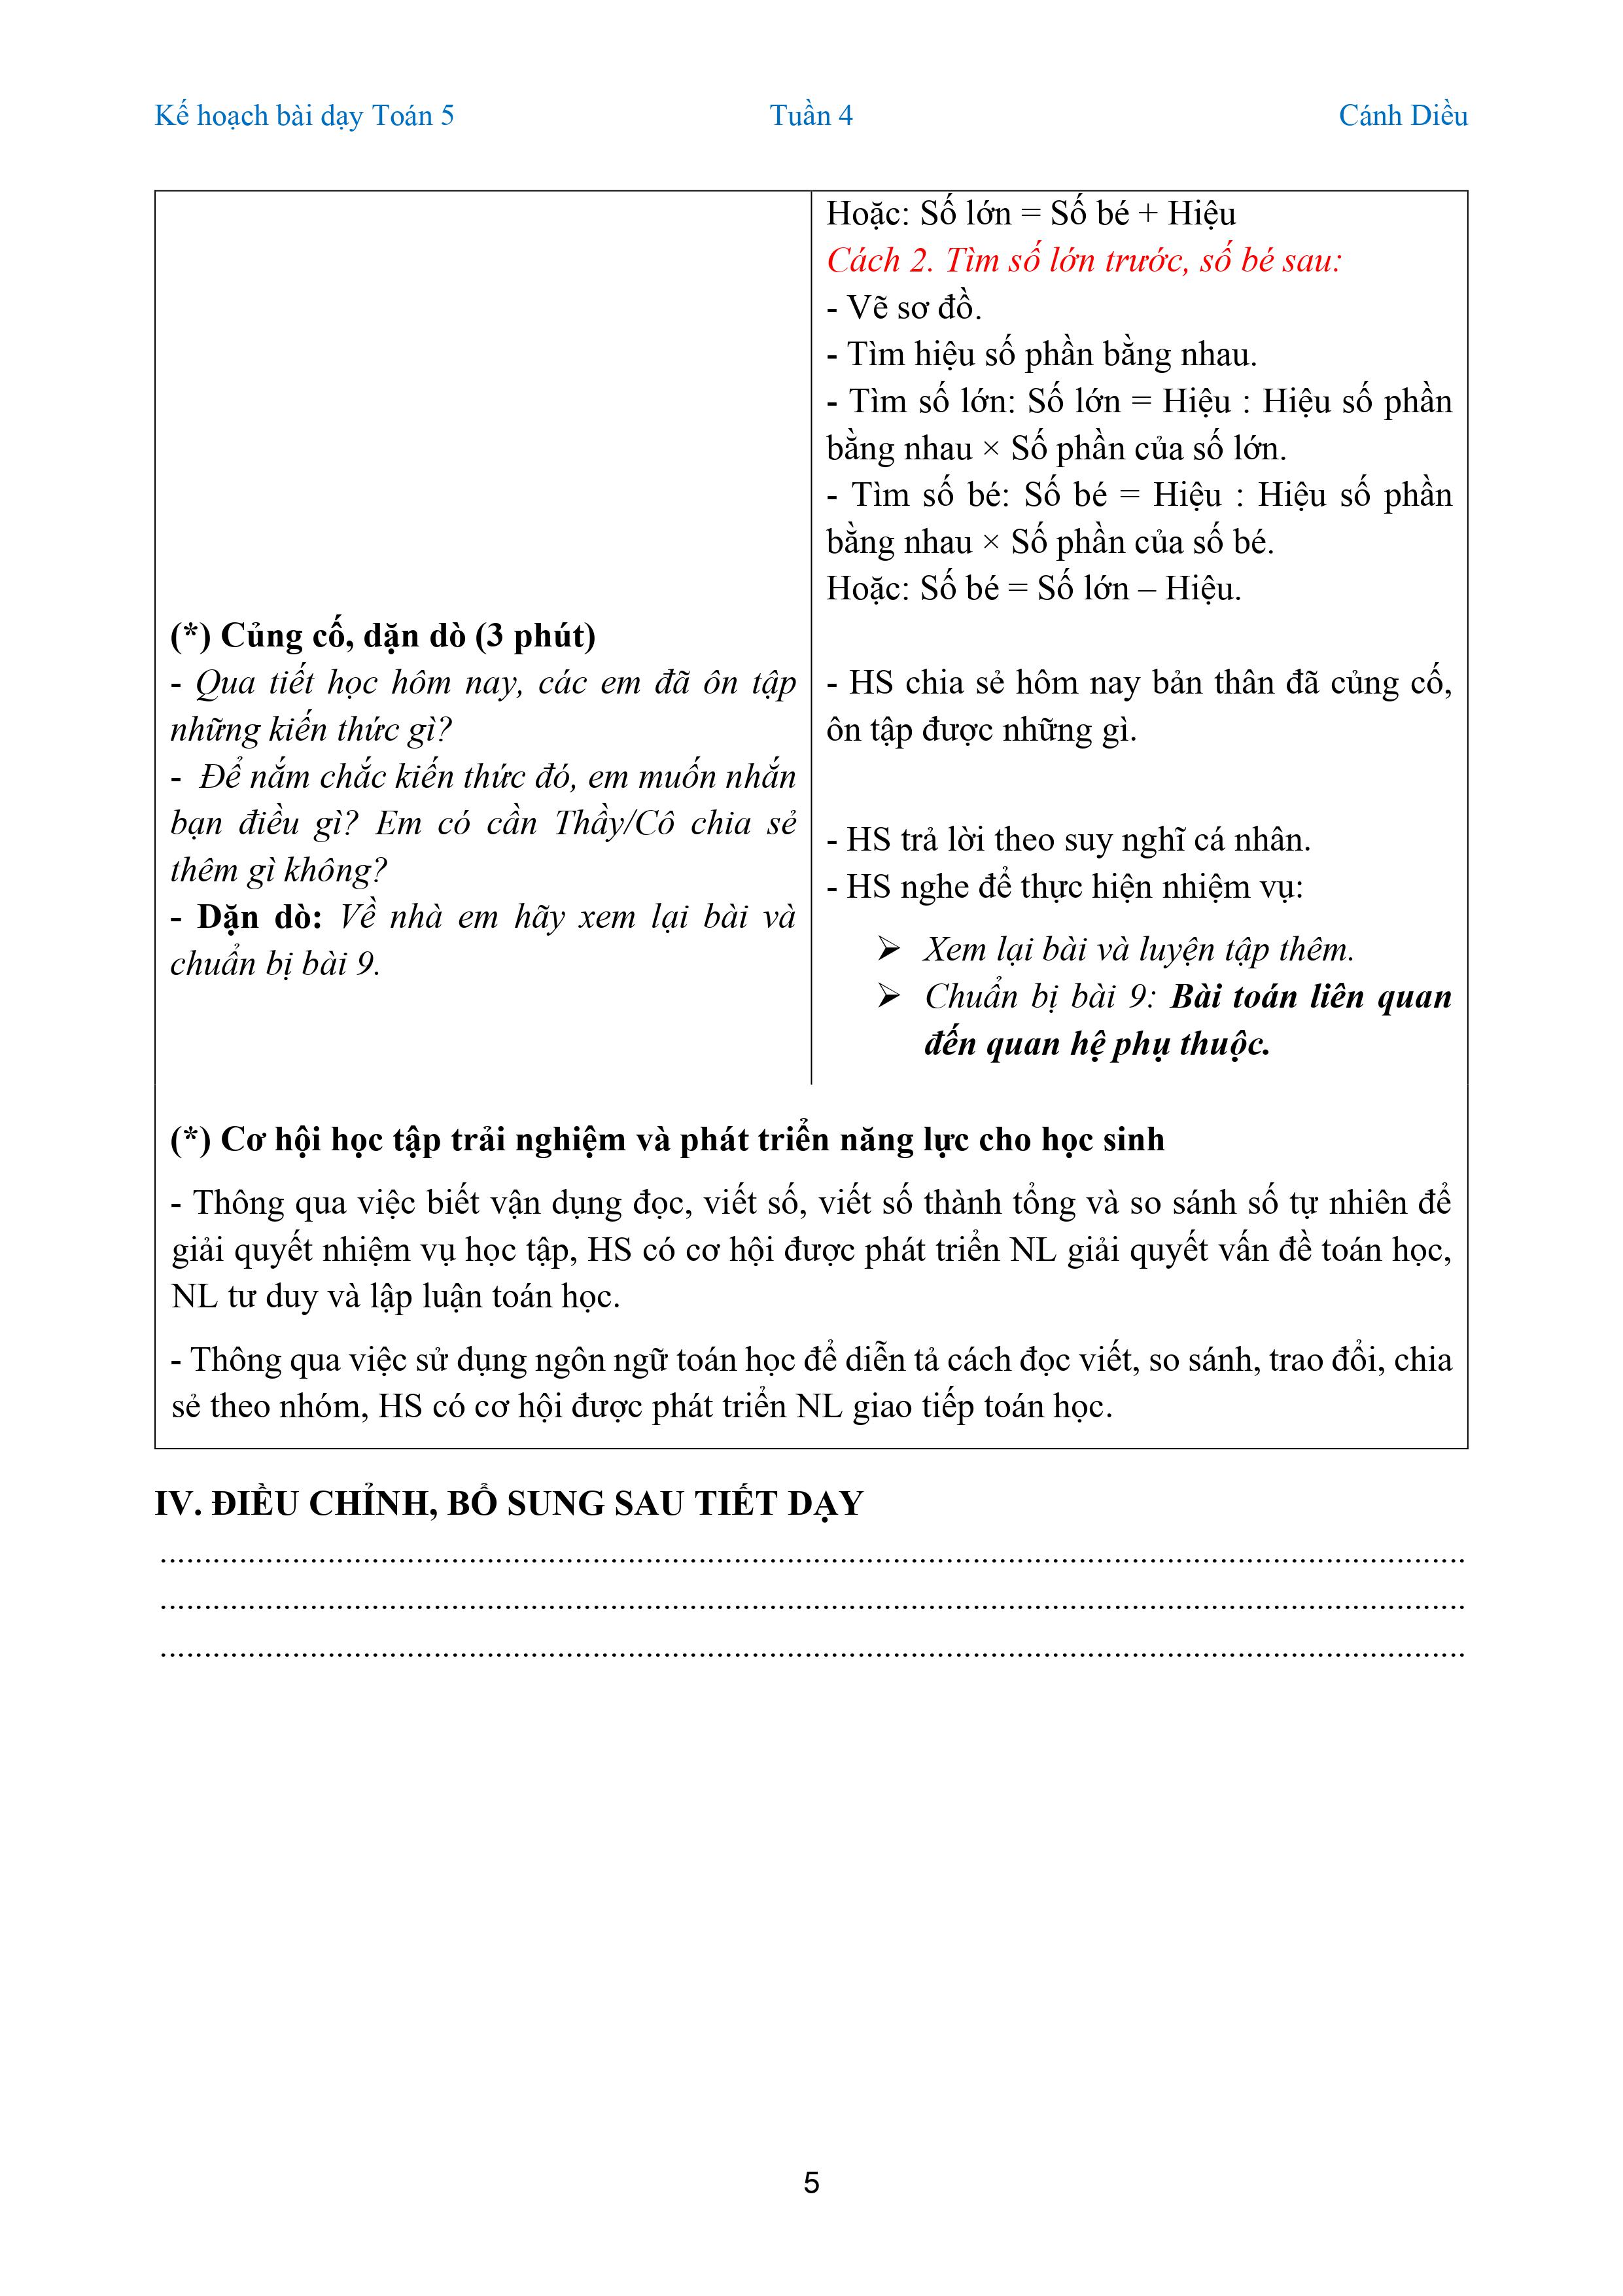 Kế hoạch bài dạy Toán 5 Tuần 4 Cánh Diều
Hoặc: Số lớn = Số bé + Hiệu
Cách 2. Tìm số lớn trước, số bé sau:
- Vẽ sơ đồ.
- Tìm hiệu số phần bằng nhau.
- Tìm số lớn: Số lớn = Hiệu : Hiệu số phần
bằng nhau × Số phần của số lớn.
- Tìm số bé: Số bé = Hiệu : Hiệu số phần
bằng nhau × Số phần của số bé.
Hoặc: Số bé = Số lớn – Hiệu.
(*) Củng cố, dặn dò (3 phút)
- Qua tiết học hôm nay, các em đã ôn tập
những kiến thức gì?
- Để nắm chắc kiến thức đó, em muốn nhắn
bạn điều gì? Em có cần Thầy/Cô chia sẻ
thêm gì không?
- Dặn dò: Về nhà em hãy xem lại bài và
chuẩn bị bài 9.
- HS chia sẻ hôm nay bản thân đã củng cố,
ôn tập được những gì.
- HS trả lời theo suy nghĩ cá nhân.
- HS nghe để thực hiện nhiệm vụ:
➢ Xem lại bài và luyện tập thêm.
➢ Chuẩn bị bài 9: Bài toán liên quan
đến quan hệ phụ thuộc.
(*) Cơ hội học tập trải nghiệm và phát triển năng lực cho học sinh
- Thông qua việc biết vận dụng đọc, viết số, viết số thành tổng và so sánh số tự nhiên để
giải quyết nhiệm vụ học tập, HS có cơ hội được phát triển NL giải quyết vấn đề toán học,
NL tư duy và lập luận toán học.
- Thông qua việc sử dụng ngôn ngữ toán học để diễn tả cách đọc viết, so sánh, trao đổi, chia
sẻ theo nhóm, HS có cơ hội được phát triển NL giao tiếp toán học.
IV. ĐIỀU CHỈNH, BỔ SUNG SAU TIẾT DẠY
5